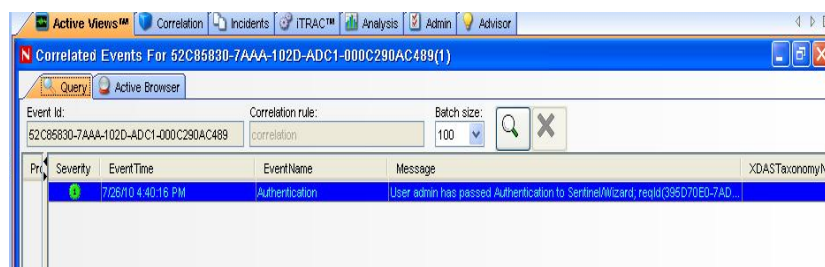 Active Views™ Correlation Incidents iTRAC™ Analysis Admin Advisor
N Correlated Events For 52C85830-7AAA-102D-ADC1-000C290AC489(1)
Query Active Browser
Event Id: Correlation rule: Batch size:
52C85830-7AAA-102D-ADC1-000C290AC489 correlation 100
Pri Severity EventTime EventName Message XDASTaxonomyN
7/26/10 4:40:16 PM Authentication User admin has passed Authentication to Sentinel/Wizard; reqId(395D70E0-7AD...